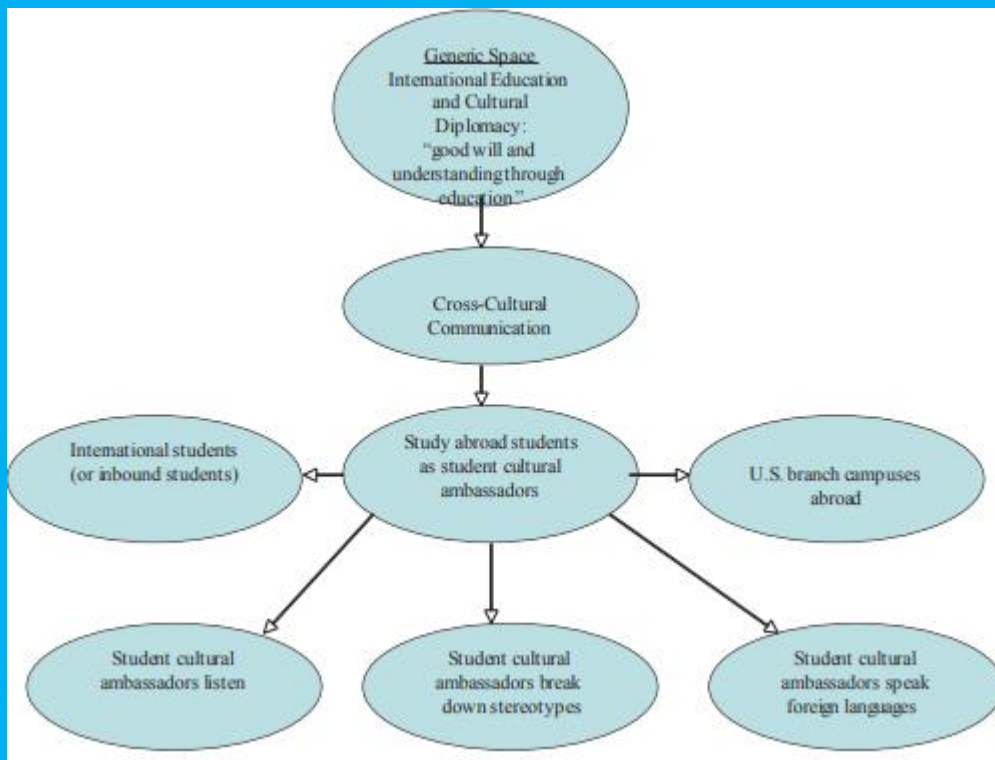 Generic Space
International Education
and Cultural
Diplomacy:
“good will and
understanding through
education”
Cross-Cultural
Communication
International students
(or inbound students)
Study abroad students
as student cultural
ambassadors
U.S. branch campuses
abroad
Student cultural
ambassadors listen
Student cultural
ambassadors break
down stereotypes
Student cultural
ambassadors speak
foreign languages